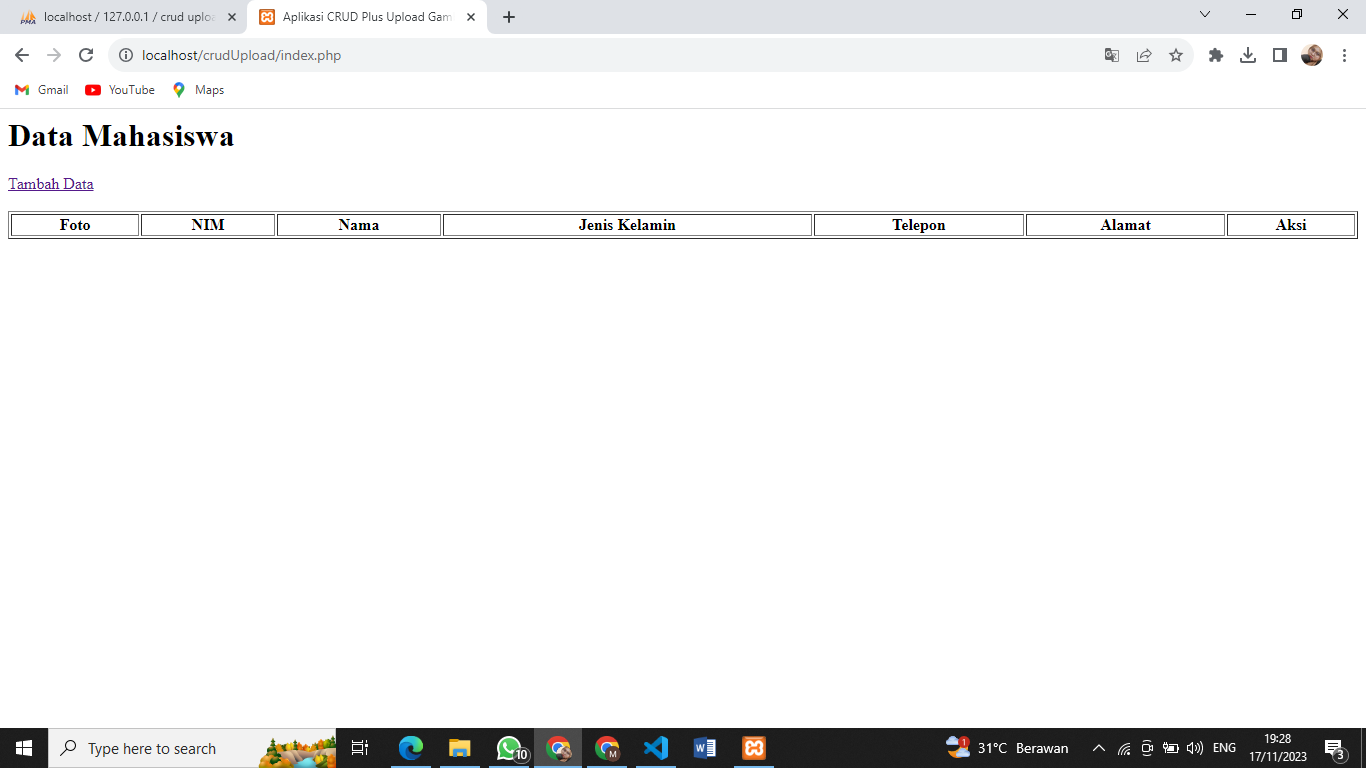 localhost / 127.0.0.1 / crud uploa
Aplikasi CRUD Plus Upload Gam
localhost/crudUpload/index.php
Gmail
YouTube
Maps
Data Mahasiswa
Tambah Data
Foto NIM Nama Jenis Kelamin Telepon Alamat Aksi
Type here to search
10
M
1
31°C Berawan
ENG
19:28
17/11/2023
3